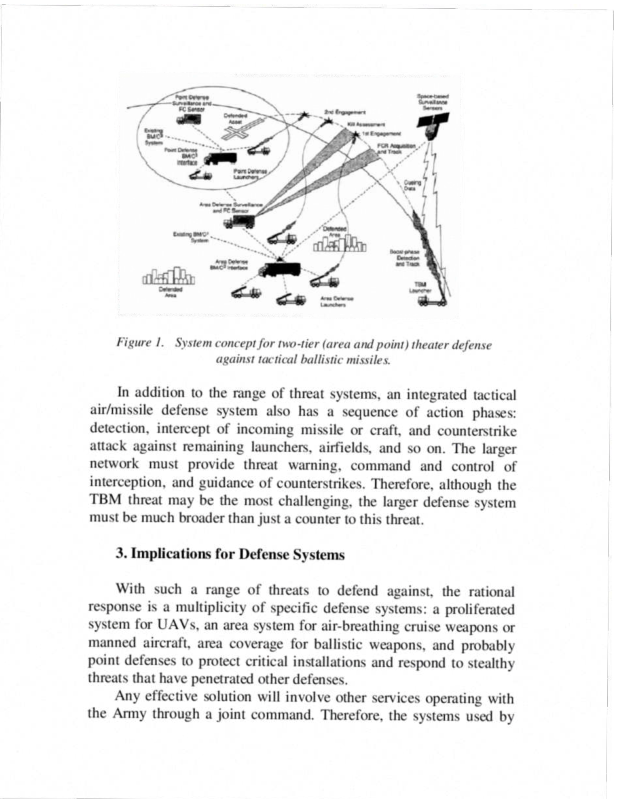 Point Defense
Surveillance and
FC Sensor
Defended
Asset
Existing
BM/C³
System
Point Defense
BM/C³
Interface
Point Defense
Launchers
2nd Engagement
Kill Assessment
1st Engagement
FCR Acquisition
and Track
Space-based
Surveillance
Sensors
Cueing
Data
Area Defense Surveillance
and FC Sensor
Existing BM/C³
System
Defended
Area
Area Defense
BM/C³ Interface
Boost-phase
Detection
and Track
TBM
Launcher
Defended
Area
Area Defense
Launchers
Figure 1. System concept for two-tier (area and point) theater defense
against tactical ballistic missiles.
In addition to the range of threat systems, an integrated tactical
air/missile defense system also has a sequence of action phases:
detection, intercept of incoming missile or craft, and counterstrike
attack against remaining launchers, airfields, and so on. The larger
network must provide threat warning, command and control of
interception, and guidance of counterstrikes. Therefore, although the
TBM threat may be the most challenging, the larger defense system
must be much broader than just a counter to this threat.
3. Implications for Defense Systems
With such a range of threats to defend against, the rational
response is a multiplicity of specific defense systems: a proliferated
system for UAVs, an area system for air-breathing cruise weapons or
manned aircraft, area coverage for ballistic weapons, and probably
point defenses to protect critical installations and respond to stealthy
threats that have penetrated other defenses.
Any effective solution will involve other services operating with
the Army through a joint command. Therefore, the systems used by